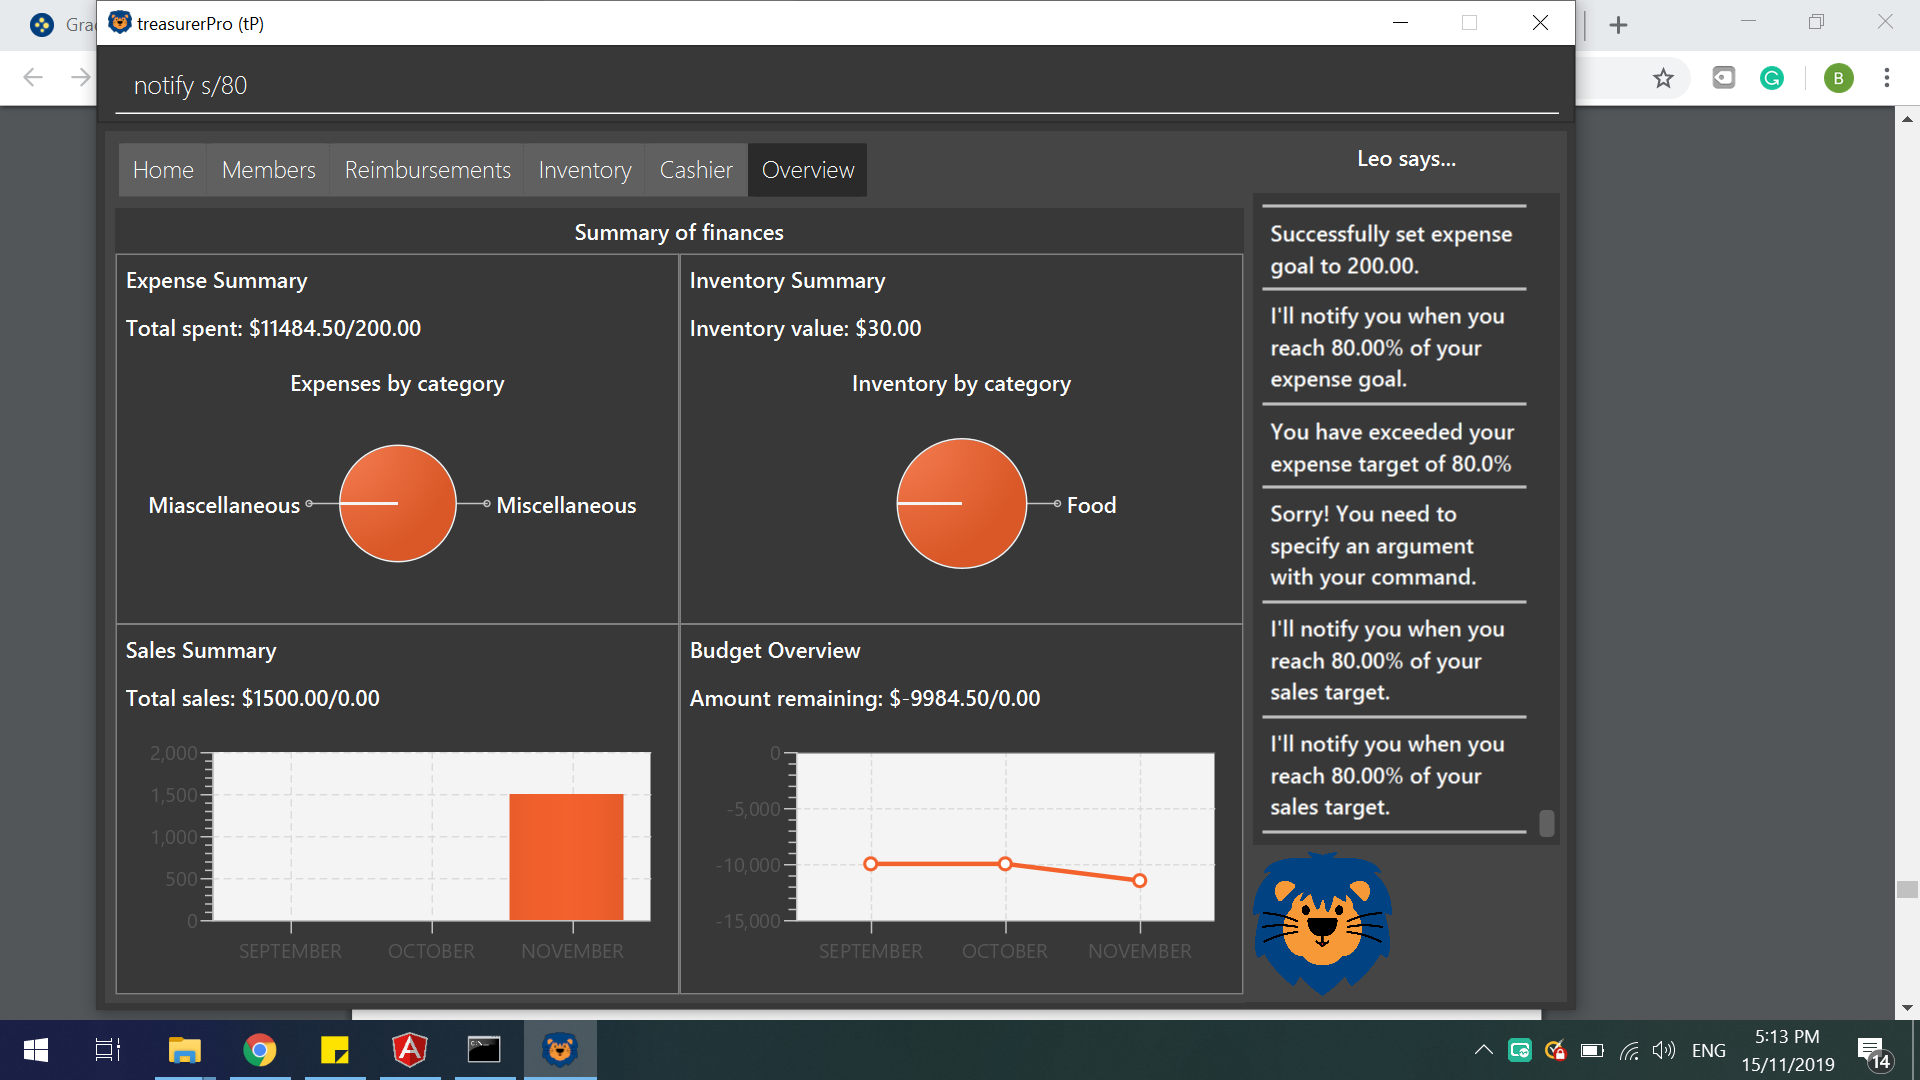 Gra
treasurerPro (tP)
B
notify s/80
Home Members Reimbursements Inventory Cashier Overview
Leo says...
Summary of finances
Expense Summary
Total spent: $11484.50/200.00
Expenses by category
Miascellaneous
Miscellaneous
Inventory Summary
Inventory value: $30.00
Inventory by category
Food
Sales Summary
Total sales: $1500.00/0.00
2,000
1,500
1,000
500
0
SEPTEMBER OCTOBER NOVEMBER
Budget Overview
Amount remaining: $-9984.50/0.00
0
-5,000
-10,000
-15,000
SEPTEMBER OCTOBER NOVEMBER
Successfully set expense
goal to 200.00.
I'll notify you when you
reach 80.00% of your
expense goal.
You have exceeded your
expense target of 80.0%
Sorry! You need to
specify an argument
with your command.
I'll notify you when you
reach 80.00% of your
sales target.
I'll notify you when you
reach 80.00% of your
sales target.
ENG
5:13 PM
15/11/2019
14